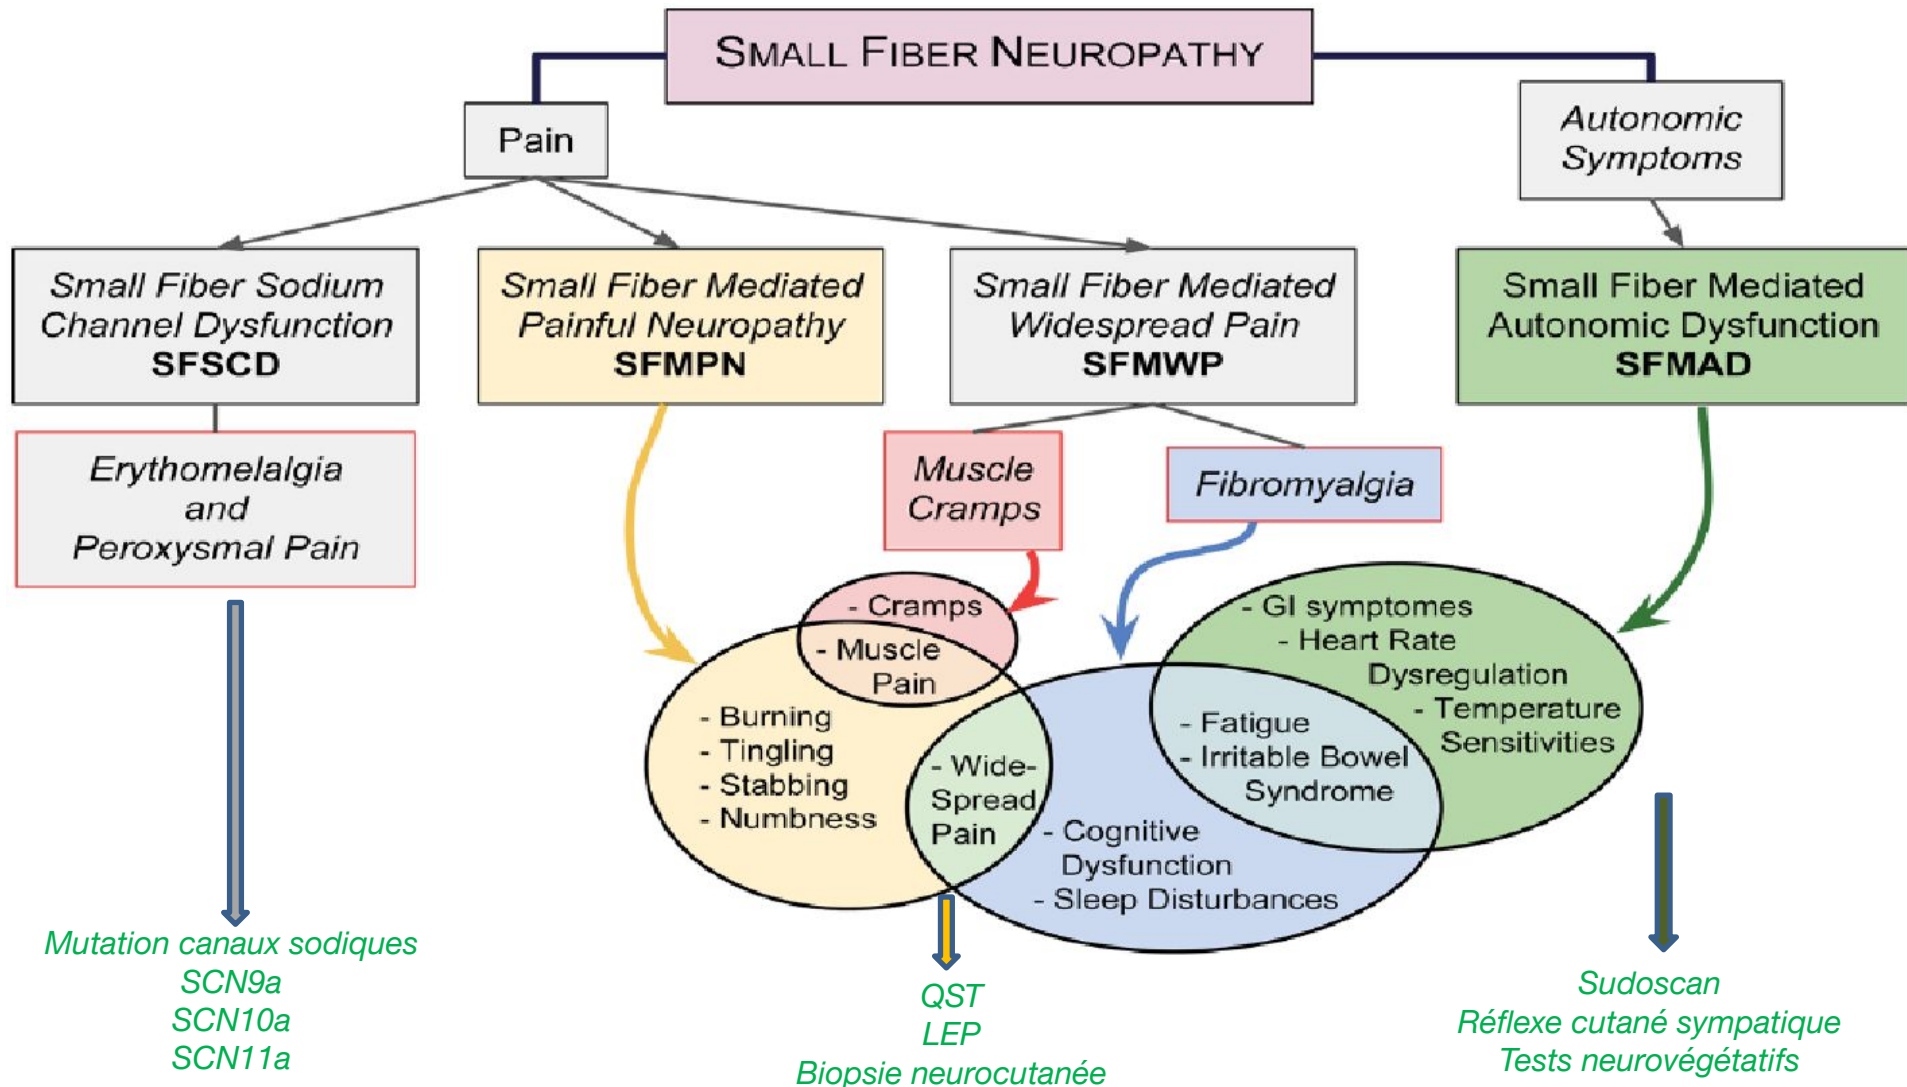 SMALL FIBER NEUROPATHY
Pain
Autonomic
Symptoms
Small Fiber Sodium
Channel Dysfunction
SFSCD
Small Fiber Mediated
Painful Neuropathy
SFMPN
Small Fiber Mediated
Widespread Pain
SFMWP
Small Fiber Mediated
Autonomic Dysfunction
SFMAD
Erythomelalgia
and
Peroxysmal Pain
Muscle
Cramps
Fibromyalgia
- Cramps
- Muscle
Pain
- Burning
- Tingling
- Stabbing
- Numbness
- Wide-
Spread
Pain
- Cognitive
Dysfunction
- Sleep Disturbances
- Fatigue
- Irritable Bowel
Syndrome
- GI symptomes
- Heart Rate
Dysregulation
- Temperature
Sensitivities
Mutation canaux sodiques
SCN9a
SCN10a
SCN11a
QST
LEP
Biopsie neurocutanée
Sudoscan
Réflexe cutané sympatique
Tests neurovégétatifs